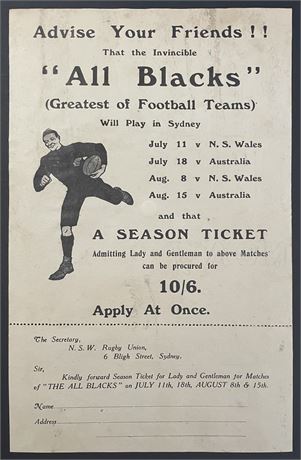 Advise Your Friends!!
That the Invincible
"All Blacks"
(Greatest of Football Teams)
Will Play in Sydney
July 11 v N. S. Wales
July 18 v Australia
Aug. 8 v N. S. Wales
Aug. 15 v Australia
and that
A SEASON TICKET
Admitting Lady and Gentleman to above Matches
can be procured for
10/6.
Apply At Once.
The Secretary,
N. S. W. Rugby Union,
6 Bligh Street, Sydney.
Sir,
Kindly forward Season Ticket for Lady and Gentleman for Matches
of "THE ALL BLACKS" on JULY 11th, 18th, AUGUST 8th & 15th.
Name
Address